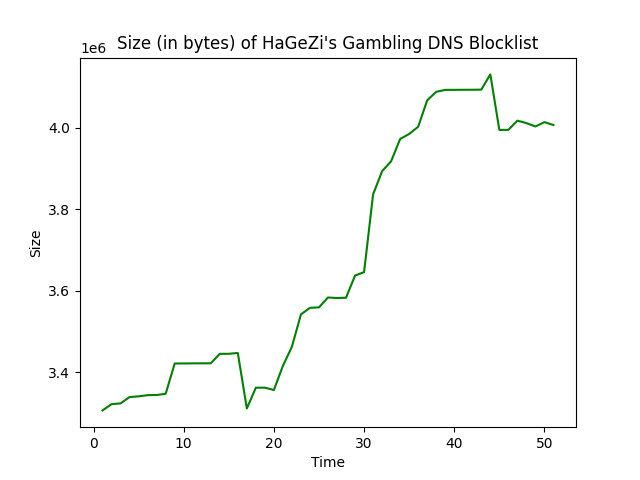 1e6
Size (in bytes) of HaGeZi's Gambling DNS Blocklist
4.0
3.8
3.6
3.4
Size
0 10 20 30 40 50
Time